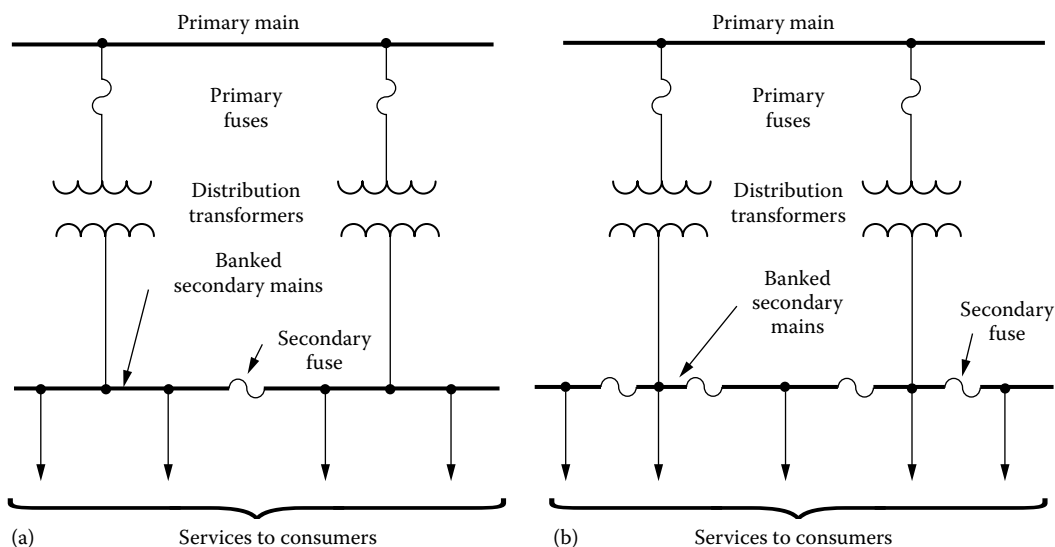 Primary main
Primary
fuses
Distribution
transformers
Banked
secondary mains
Secondary
fuse
(a)
Services to consumers
Primary main
Primary
fuses
Distribution
transformers
Banked
secondary
mains
Secondary
fuse
(b)
Services to consumers